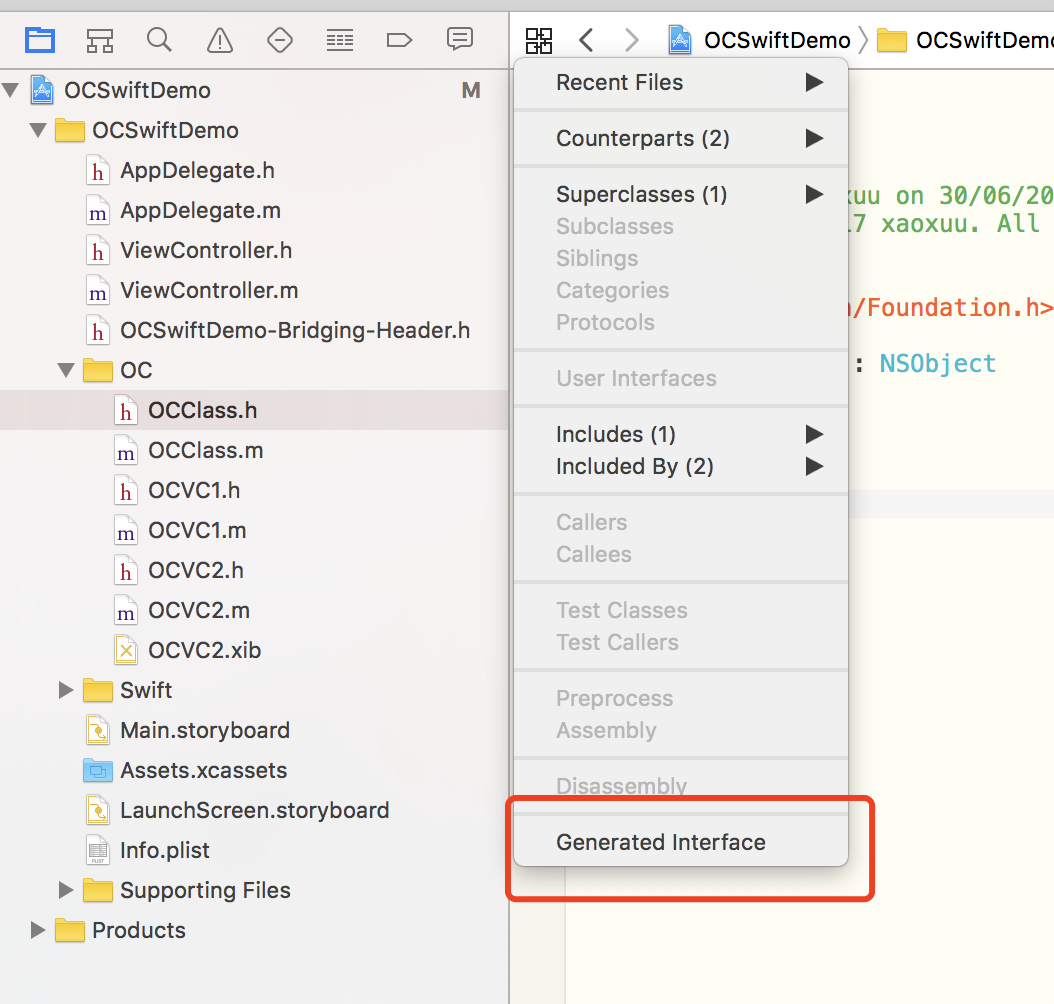 OCSwiftDemo
OCSwiftDemo
OCSwiftDemo M
OCSwiftDemo
h AppDelegate.h
m AppDelegate.m
h ViewController.h
m ViewController.m
h OCSwiftDemo-Bridging-Header.h
OC
h OCClass.h
m OCClass.m
h OCVC1.h
m OCVC1.m
h OCVC2.h
m OCVC2.m
OCVC2.xib
Swift
Main.storyboard
Assets.xcassets
LaunchScreen.storyboard
PLIST Info.plist
Supporting Files
Products
Recent Files
Counterparts (2)
Superclasses (1)
Subclasses
Siblings
Categories
Protocols
User Interfaces
Includes (1)
Included By (2)
Callers
Callees
Test Classes
Test Callers
Preprocess
Assembly
Disassembly
Generated Interface
xuu on 30/06/20
17 xaoxuu. All
/Foundation.h>
: NSObject